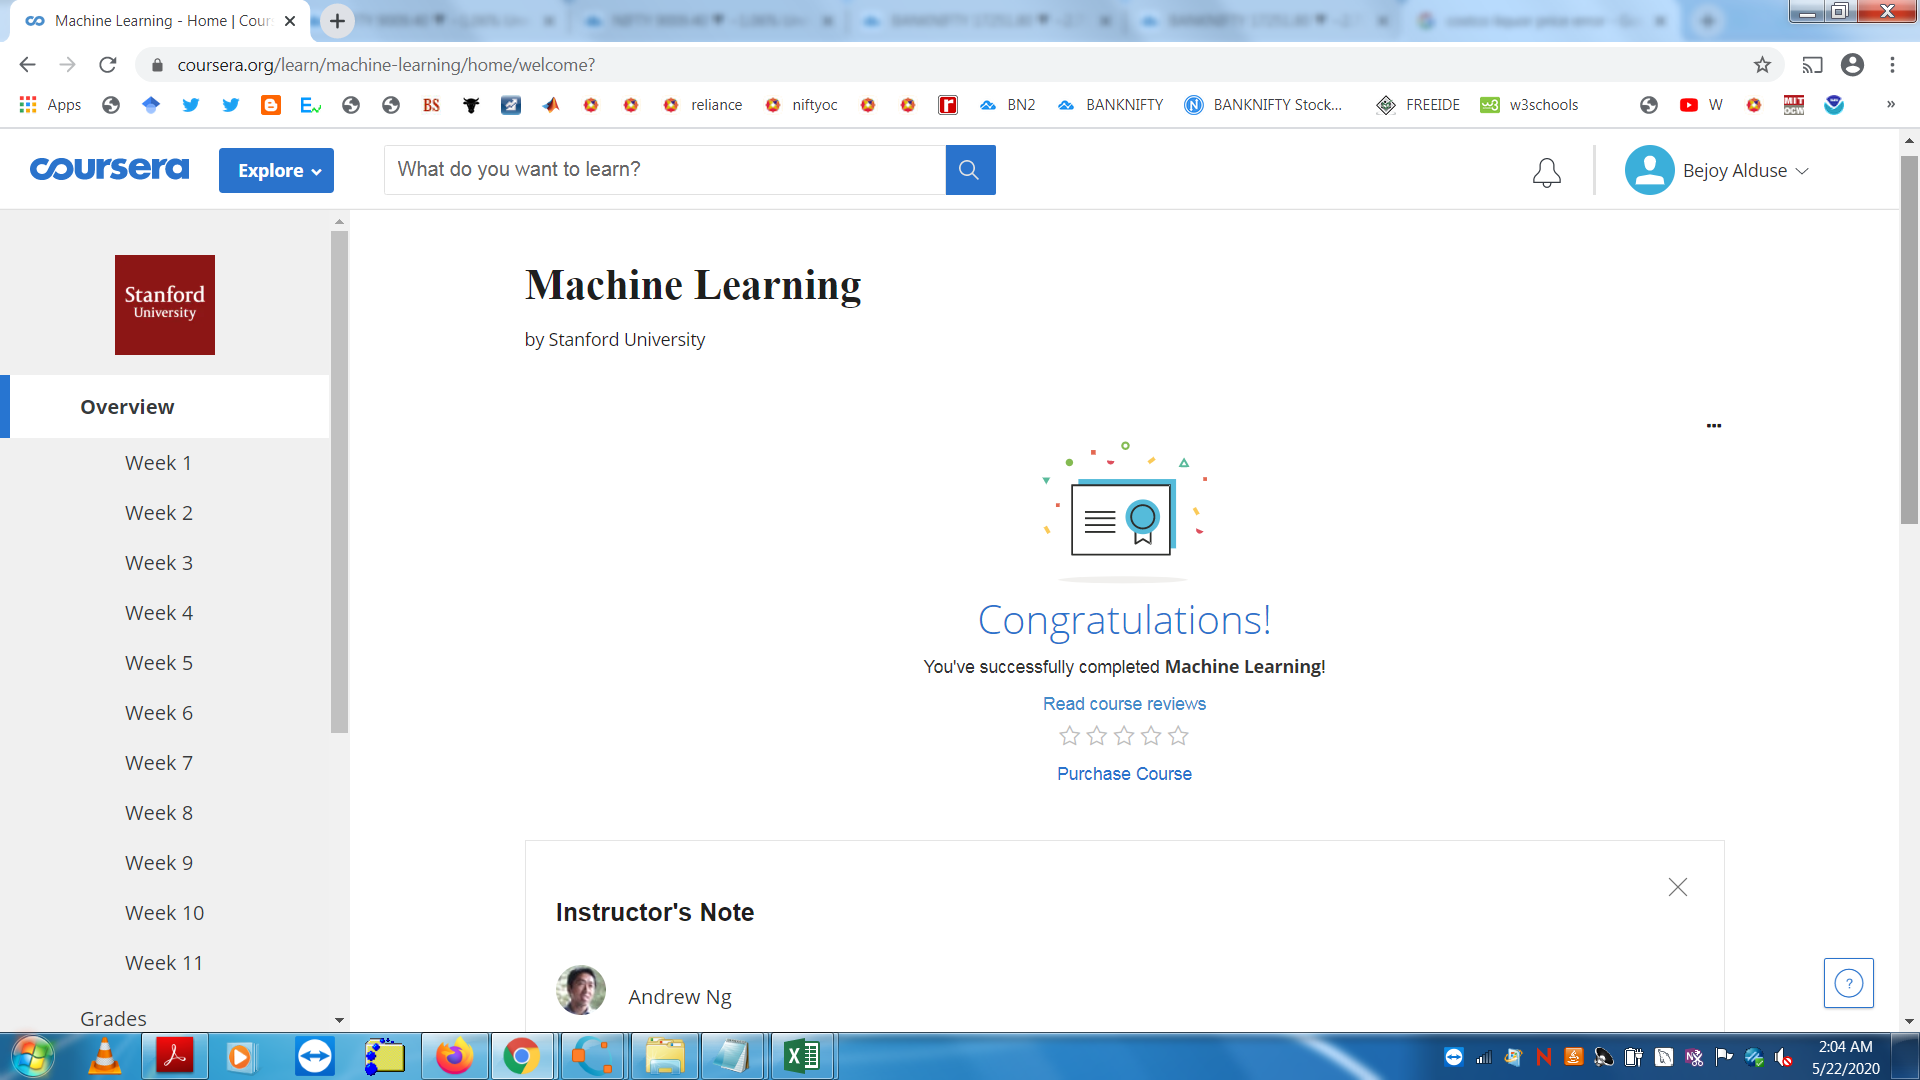 Machine Learning - Home | Cour
coursera.org/learn/machine-learning/home/welcome?
Apps
BS
reliance
niftyoc
BN2
BANKNIFTY
BANKNIFTY Stock...
FREEIDE
w3schools
W
»
coursera
Explore
What do you want to learn?
Bejoy Alduse
Stanford
University
Machine Learning
by Stanford University
Overview
Week 1
Week 2
Week 3
Week 4
Week 5
Week 6
Week 7
Week 8
Week 9
Week 10
Week 11
Grades
Congratulations!
You've successfully completed Machine Learning!
Read course reviews
Purchase Course
Instructor's Note
Andrew Ng
?
2:04 AM
5/22/2020